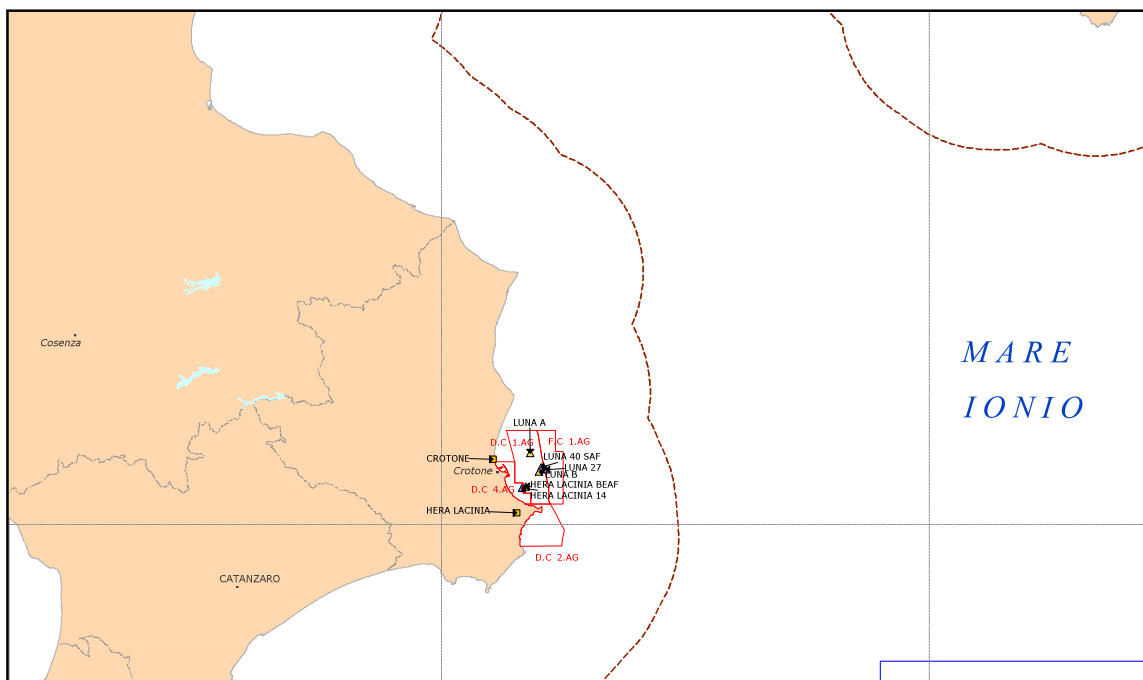 Cosenza
MARE
IONIO
LUNA A
D.C 1.AG
F.C 1.AG
LUNA 40 SAF
CROTONE
LUNA 27
Crotone
LUNA B
HERA LACINIA BEAF
D.C 4.AG
HERA LACINIA 14
HERA LACINIA
D.C 2.AG
CATANZARO